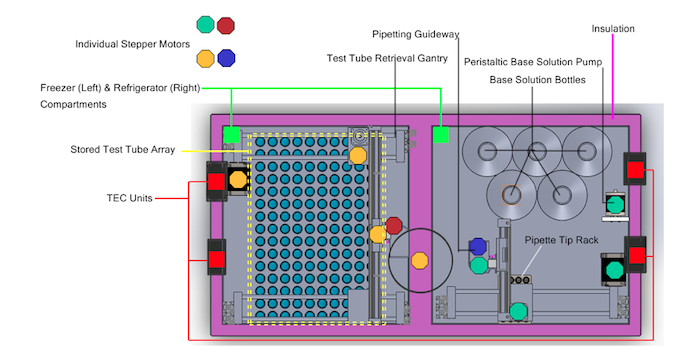 Insulation
Pipetting Guideway
Individual Stepper Motors
Test Tube Retrieval Gantry
Peristaltic Base Solution Pump
Base Solution Bottles
Freezer (Left) & Refrigerator (Right)
Compartments
Stored Test Tube Array
TEC Units
Pipette Tip Rack